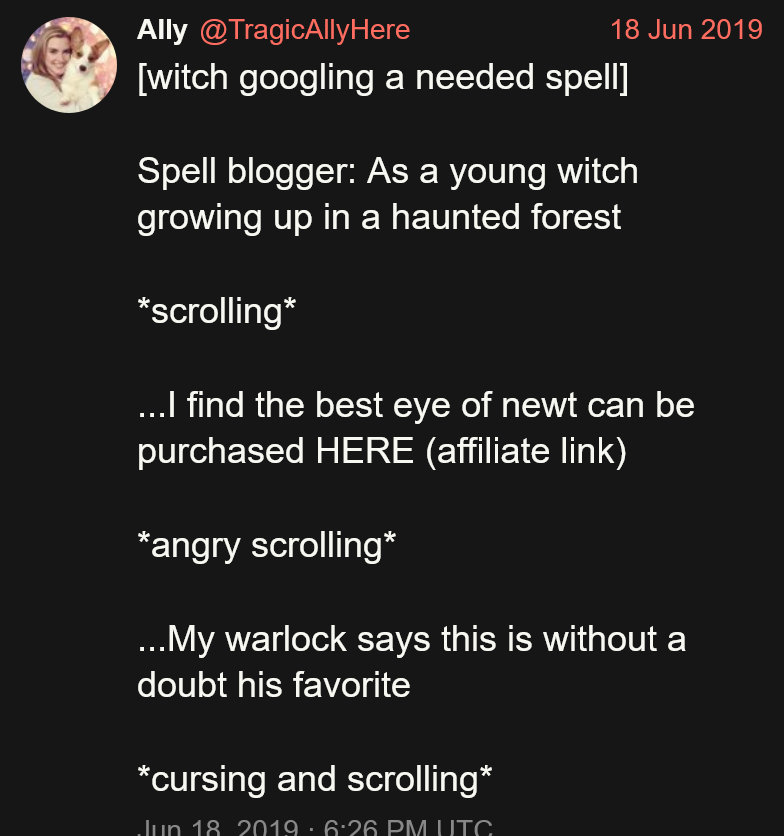 Ally @TragicAllyHere 18 Jun 2019
[witch googling a needed spell]
Spell blogger: As a young witch
growing up in a haunted forest
*scrolling*
...I find the best eye of newt can be
purchased HERE (affiliate link)
*angry scrolling*
...My warlock says this is without a
doubt his favorite
*cursing and scrolling*
Jun 18, 2019 · 6:26 PM UTC